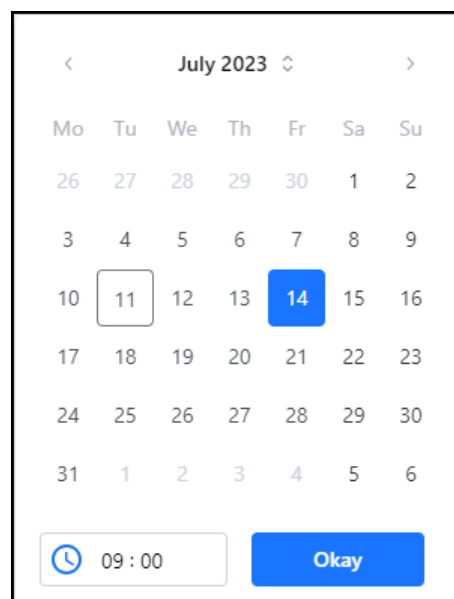 July 2023
Mo Tu We Th Fr Sa Su
26 27 28 29 30 1 2
3 4 5 6 7 8 9
10 11 12 13 14 15 16
17 18 19 20 21 22 23
24 25 26 27 28 29 30
31 1 2 3 4 5 6
09 : 00 Okay